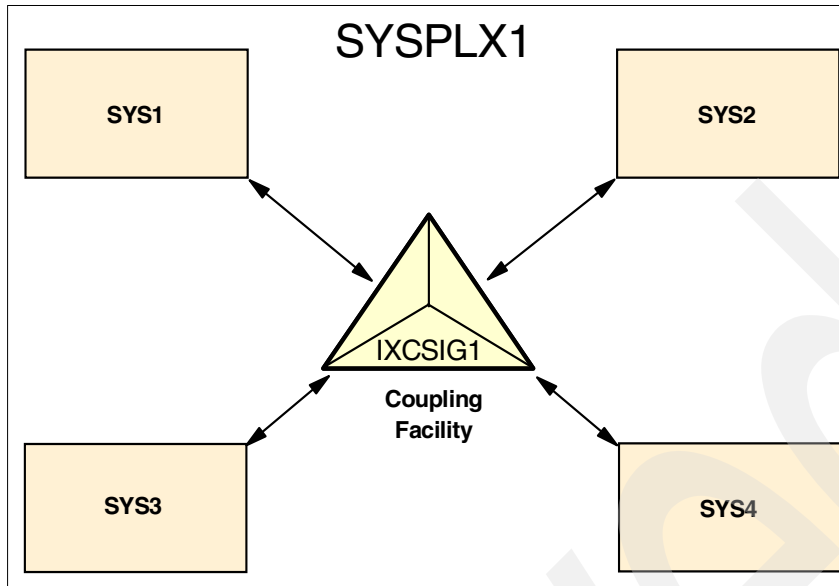 SYSPLX1
SYS1
SYS2
IXCSIG1
Coupling
Facility
SYS3
SYS4